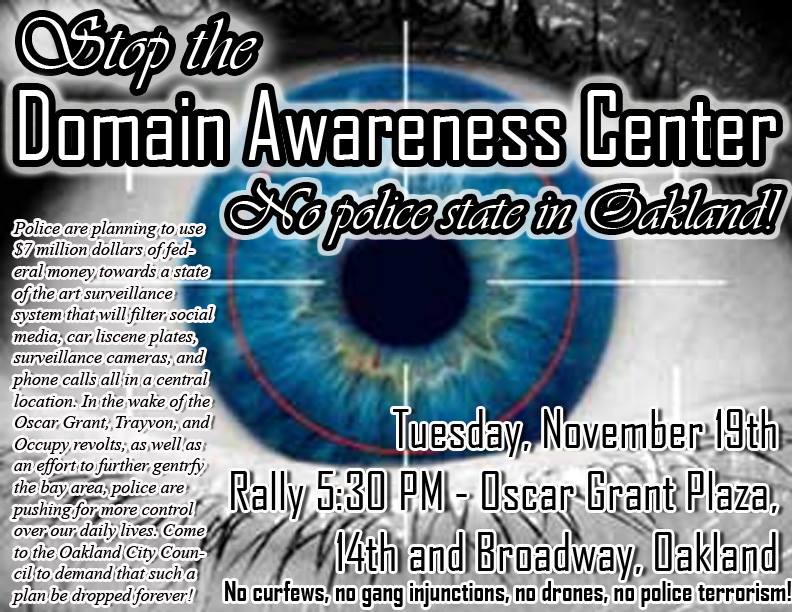 Stop the
Domain Awareness Center
No police state in Oakland!
Police are planning to use
$7 million dollars of fed-
eral money towards a state
of the art surveillance
system that will filter social
media, car liscene plates,
surveillance cameras, and
phone calls all in a central
location. In the wake of the
Oscar Grant, Trayvon, and
Occupy revolts, as well as
an effort to further gentrfy
the bay area, police are
pushing for more control
over our daily lives. Come
to the Oakland City Coun-
cil to demand that such a
plan be dropped forever!
Tuesday, November 19th
Rally 5:30 PM - Oscar Grant Plaza,
14th and Broadway, Oakland
No curfews, no gang injunctions, no drones, no police terrorism!